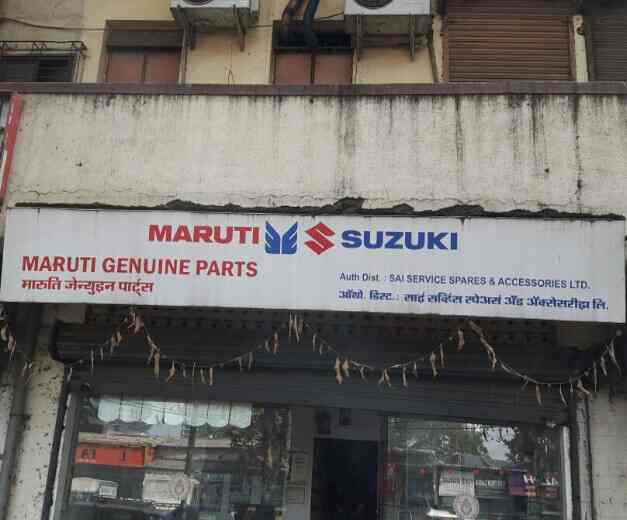 MARUTI SUZUKI
MARUTI GENUINE PARTS
मारुति जेन्युइन पार्ट्स
Auth Dist. : SAI SERVICE SPARES & ACCESSORIES LTD.
ऑथो. डिस्ट.: साई सर्व्हिस स्पेअर्स अँड ॲक्सेसरीझ लि.